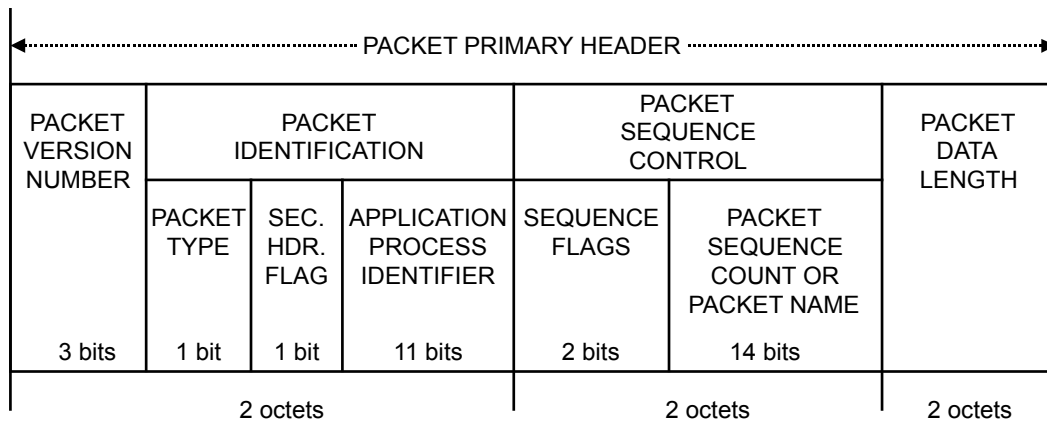 PACKET PRIMARY HEADER
PACKET
VERSION
NUMBER
3 bits
PACKET
IDENTIFICATION
PACKET
TYPE
1 bit
SEC.
HDR.
FLAG
1 bit
APPLICATION
PROCESS
IDENTIFIER
11 bits
PACKET
SEQUENCE
CONTROL
SEQUENCE
FLAGS
2 bits
PACKET
SEQUENCE
COUNT OR
PACKET NAME
14 bits
PACKET
DATA
LENGTH
2 octets
2 octets
2 octets